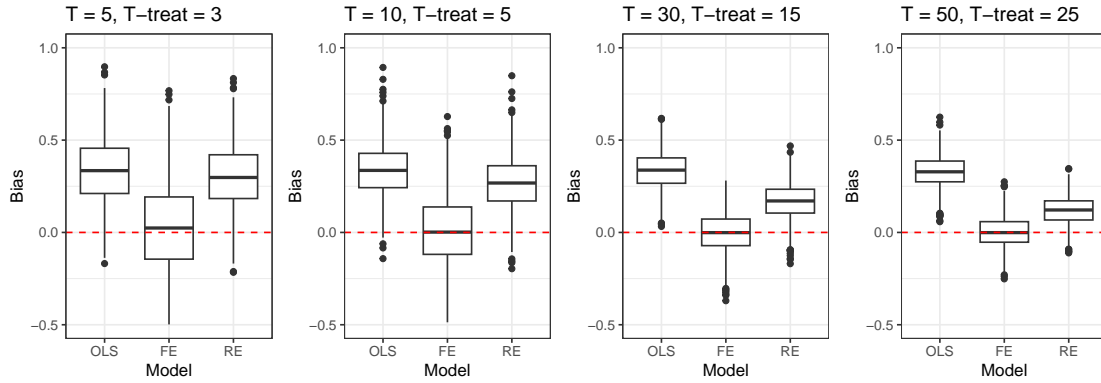 T = 5, T−treat = 3
1.0
0.5
0.0
−0.5
Bias
OLS FE RE
Model
T = 10, T−treat = 5
1.0
0.5
0.0
−0.5
Bias
OLS FE RE
Model
T = 30, T−treat = 15
1.0
0.5
0.0
−0.5
Bias
OLS FE RE
Model
T = 50, T−treat = 25
1.0
0.5
0.0
−0.5
Bias
OLS FE RE
Model